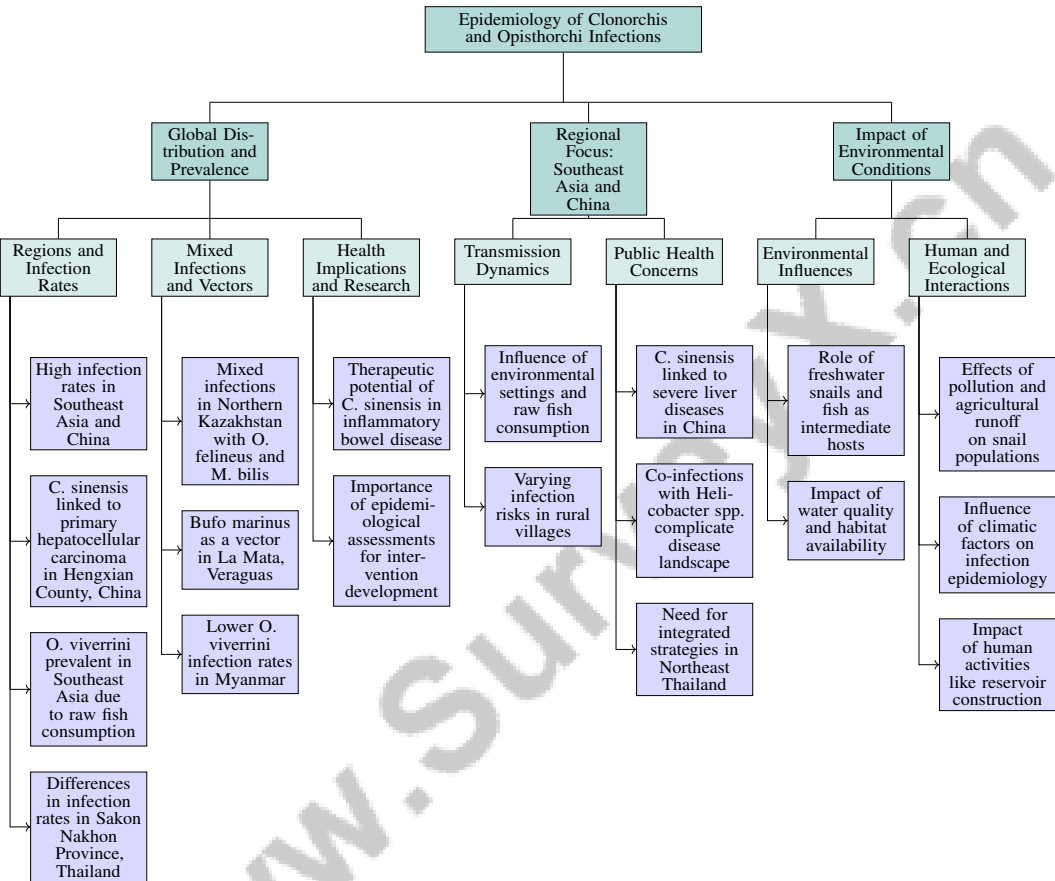 Epidemiology of Clonorchis
and Opisthorchi Infections
Global Dis-
tribution and
Prevalence
Regional
Focus:
Southeast
Asia and
China
Impact of
Environmental
Conditions
Regions and
Infection
Rates
Mixed
Infections
and Vectors
Health
Implications
and Research
Transmission
Dynamics
Public Health
Concerns
Environmental
Influences
Human and
Ecological
Interactions
High infection
rates in
Southeast
Asia and
China
C. sinensis
linked to
primary
hepatocellular
carcinoma
in Hengxian
County, China
O. viverrini
prevalent in
Southeast
Asia due
to raw fish
consumption
Differences
in infection
rates in Sakon
Nakhon
Province,
Thailand
Mixed
infections
in Northern
Kazakhstan
with O.
felineus and
M. bilis
Bufo marinus
as a vector
in La Mata,
Veraguas
Lower O.
viverrini
infection rates
in Myanmar
Therapeutic
potential of
C. sinensis in
inflammatory
bowel disease
Importance
of epidemi-
ological
assessments
for inter-
vention
development
Influence of
environmental
settings and
raw fish
consumption
Varying
infection
risks in rural
villages
C. sinensis
linked to
severe liver
diseases
in China
Co-infections
with Heli-
cobacter spp.
complicate
disease
landscape
Need for
integrated
strategies in
Northeast
Thailand
Role of
freshwater
snails and
fish as
intermediate
hosts
Impact of
water quality
and habitat
availability
Effects of
pollution and
agricultural
runoff
on snail
populations
Influence
of climatic
factors on
infection
epidemiology
Impact
of human
activities
like reservoir
construction
www.SurveyX.cn